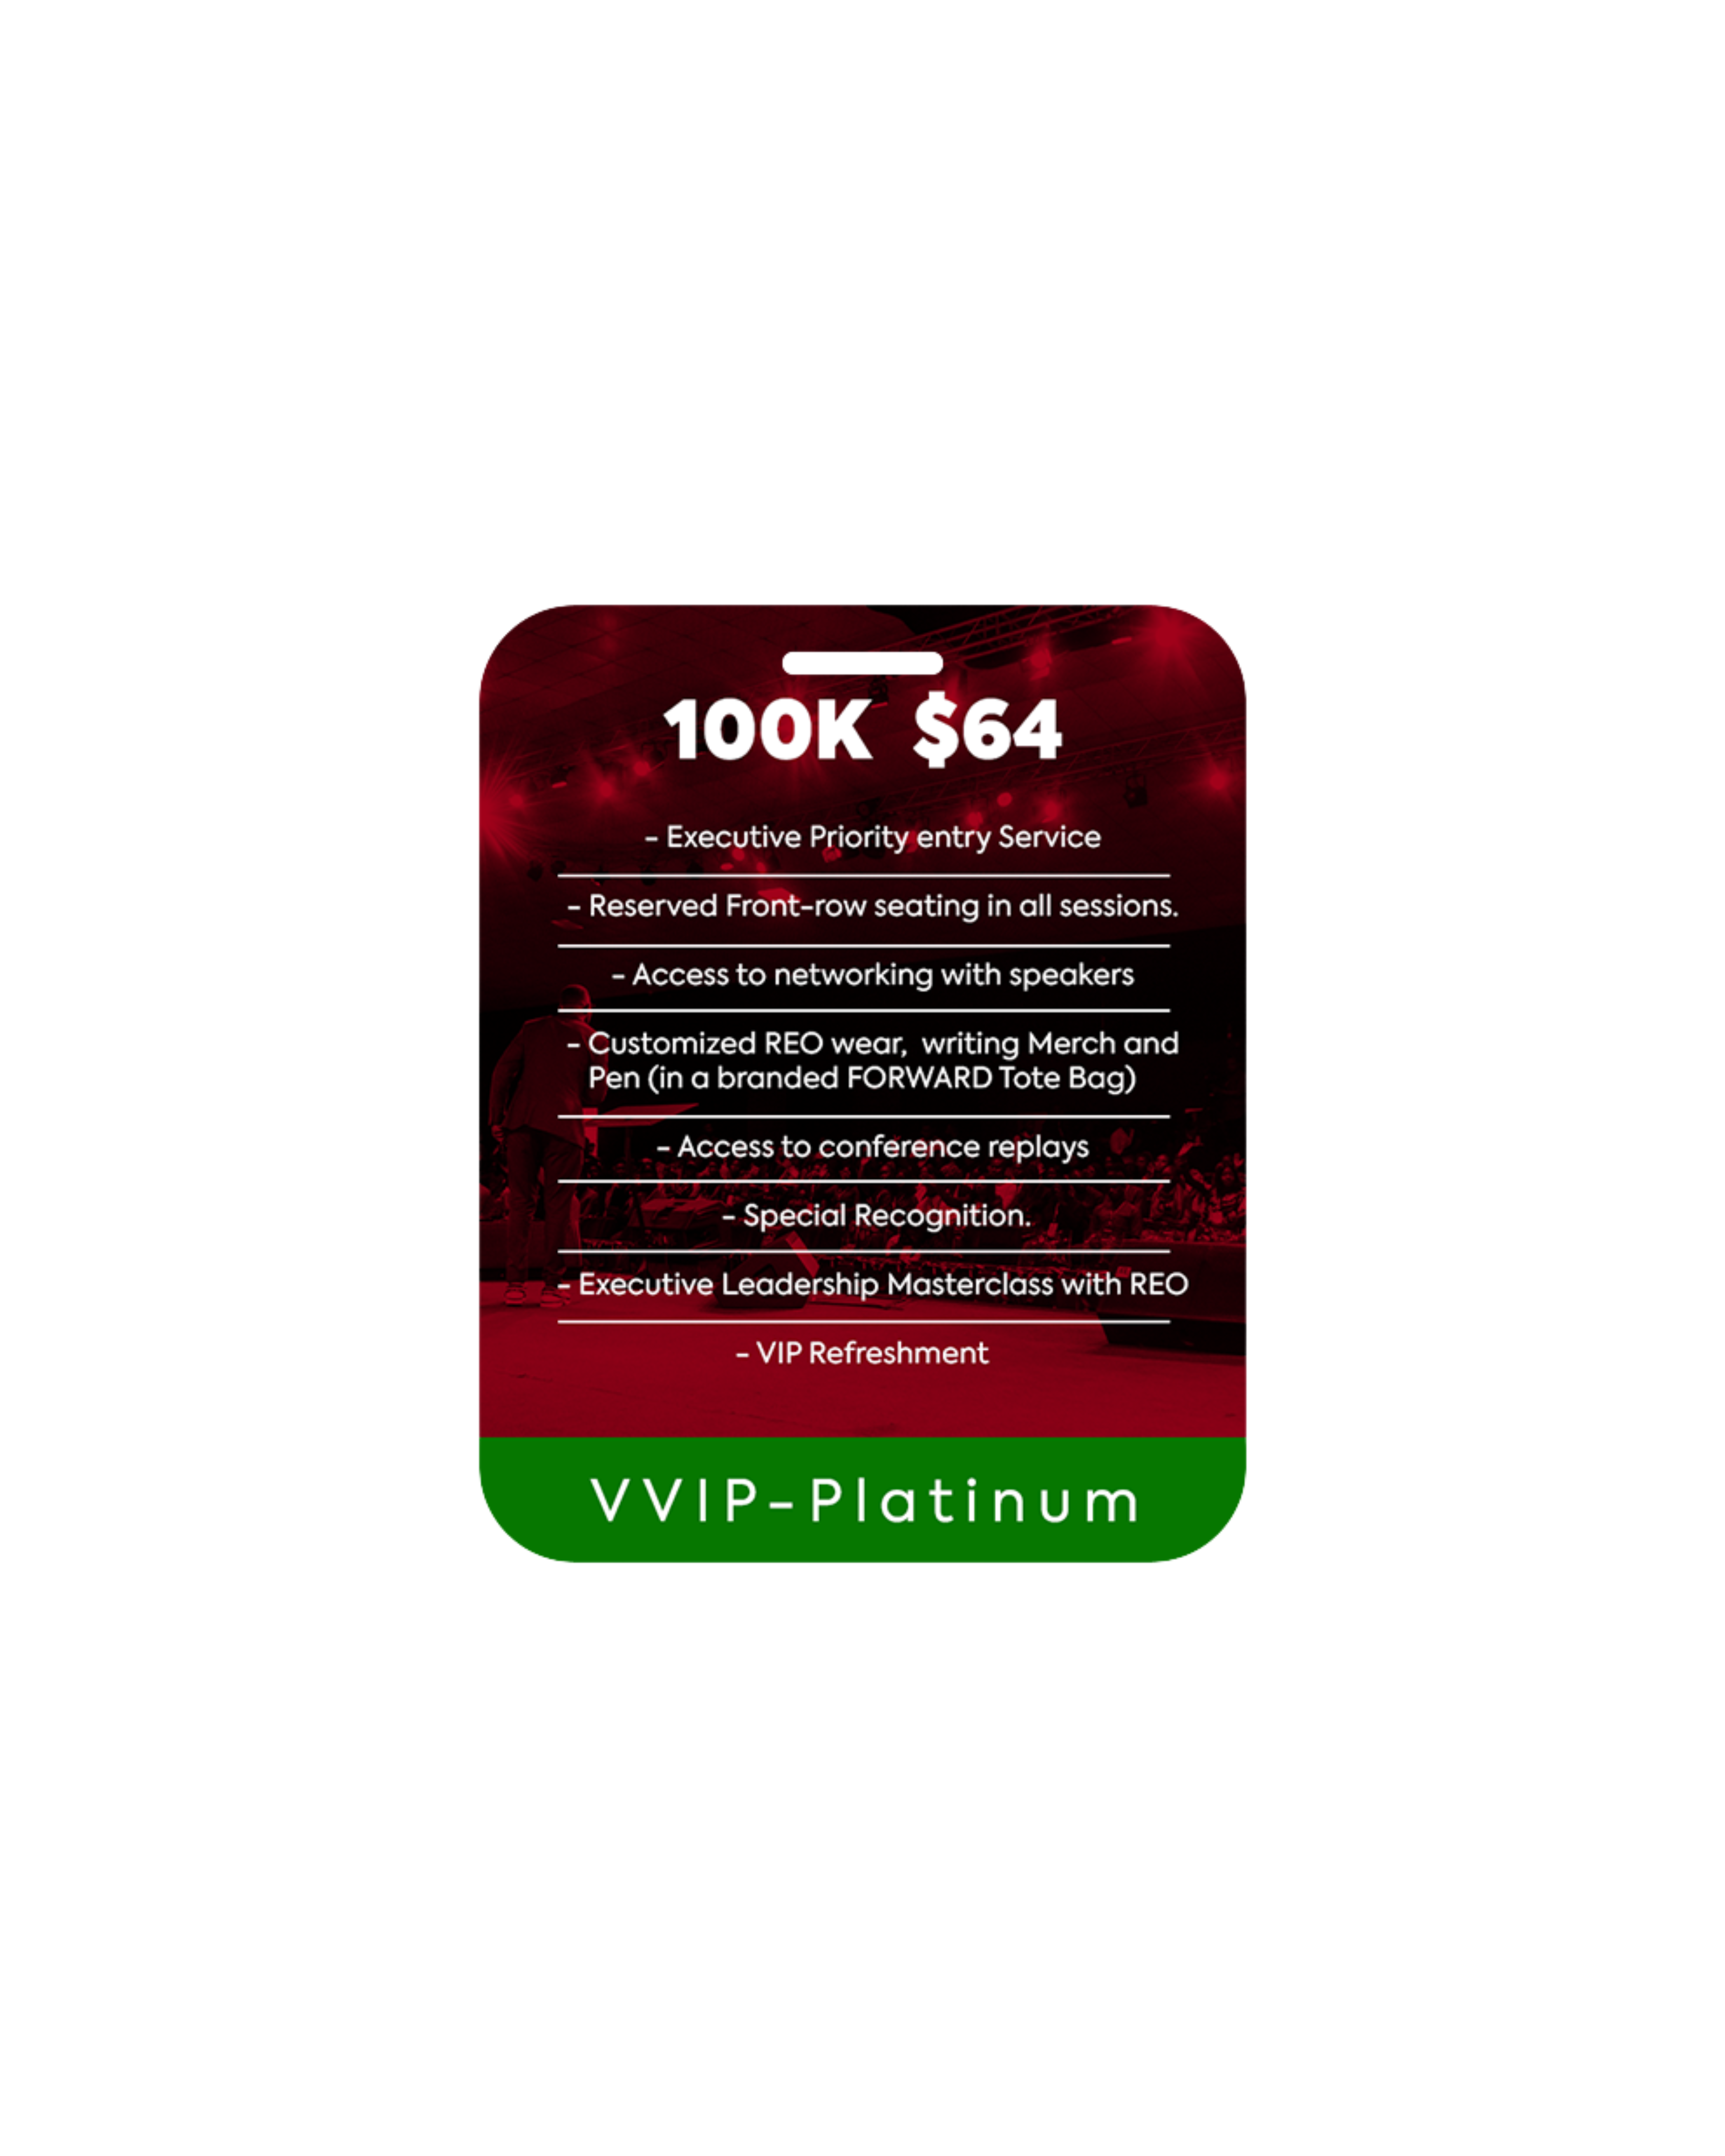 100K $64
- Executive Priority entry Service
- Reserved Front-row seating in all sessions.
- Access to networking with speakers
- Customized REO wear, writing Merch and
Pen (in a branded FORWARD Tote Bag)
- Access to conference replays
- Special Recognition.
- Executive Leadership Masterclass with REO
- VIP Refreshment
VVIP-Platinum